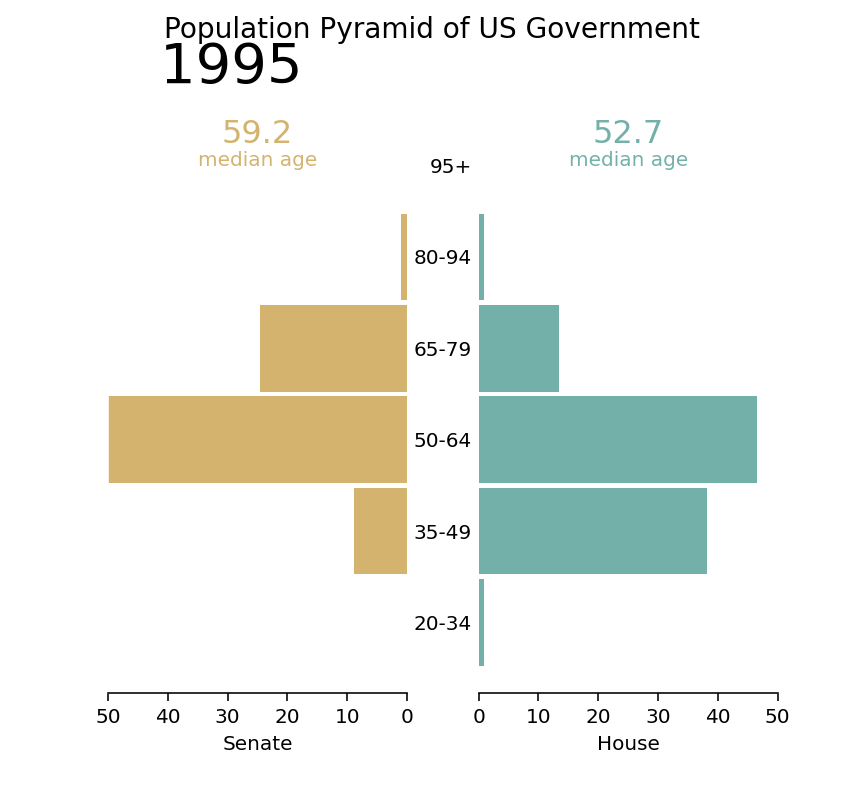 Population Pyramid of US Government
1995
59.2
median age
52.7
median age
95+
80-94
65-79
50-64
35-49
20-34
50 40 30 20 10 0
Senate
0 10 20 30 40 50
House